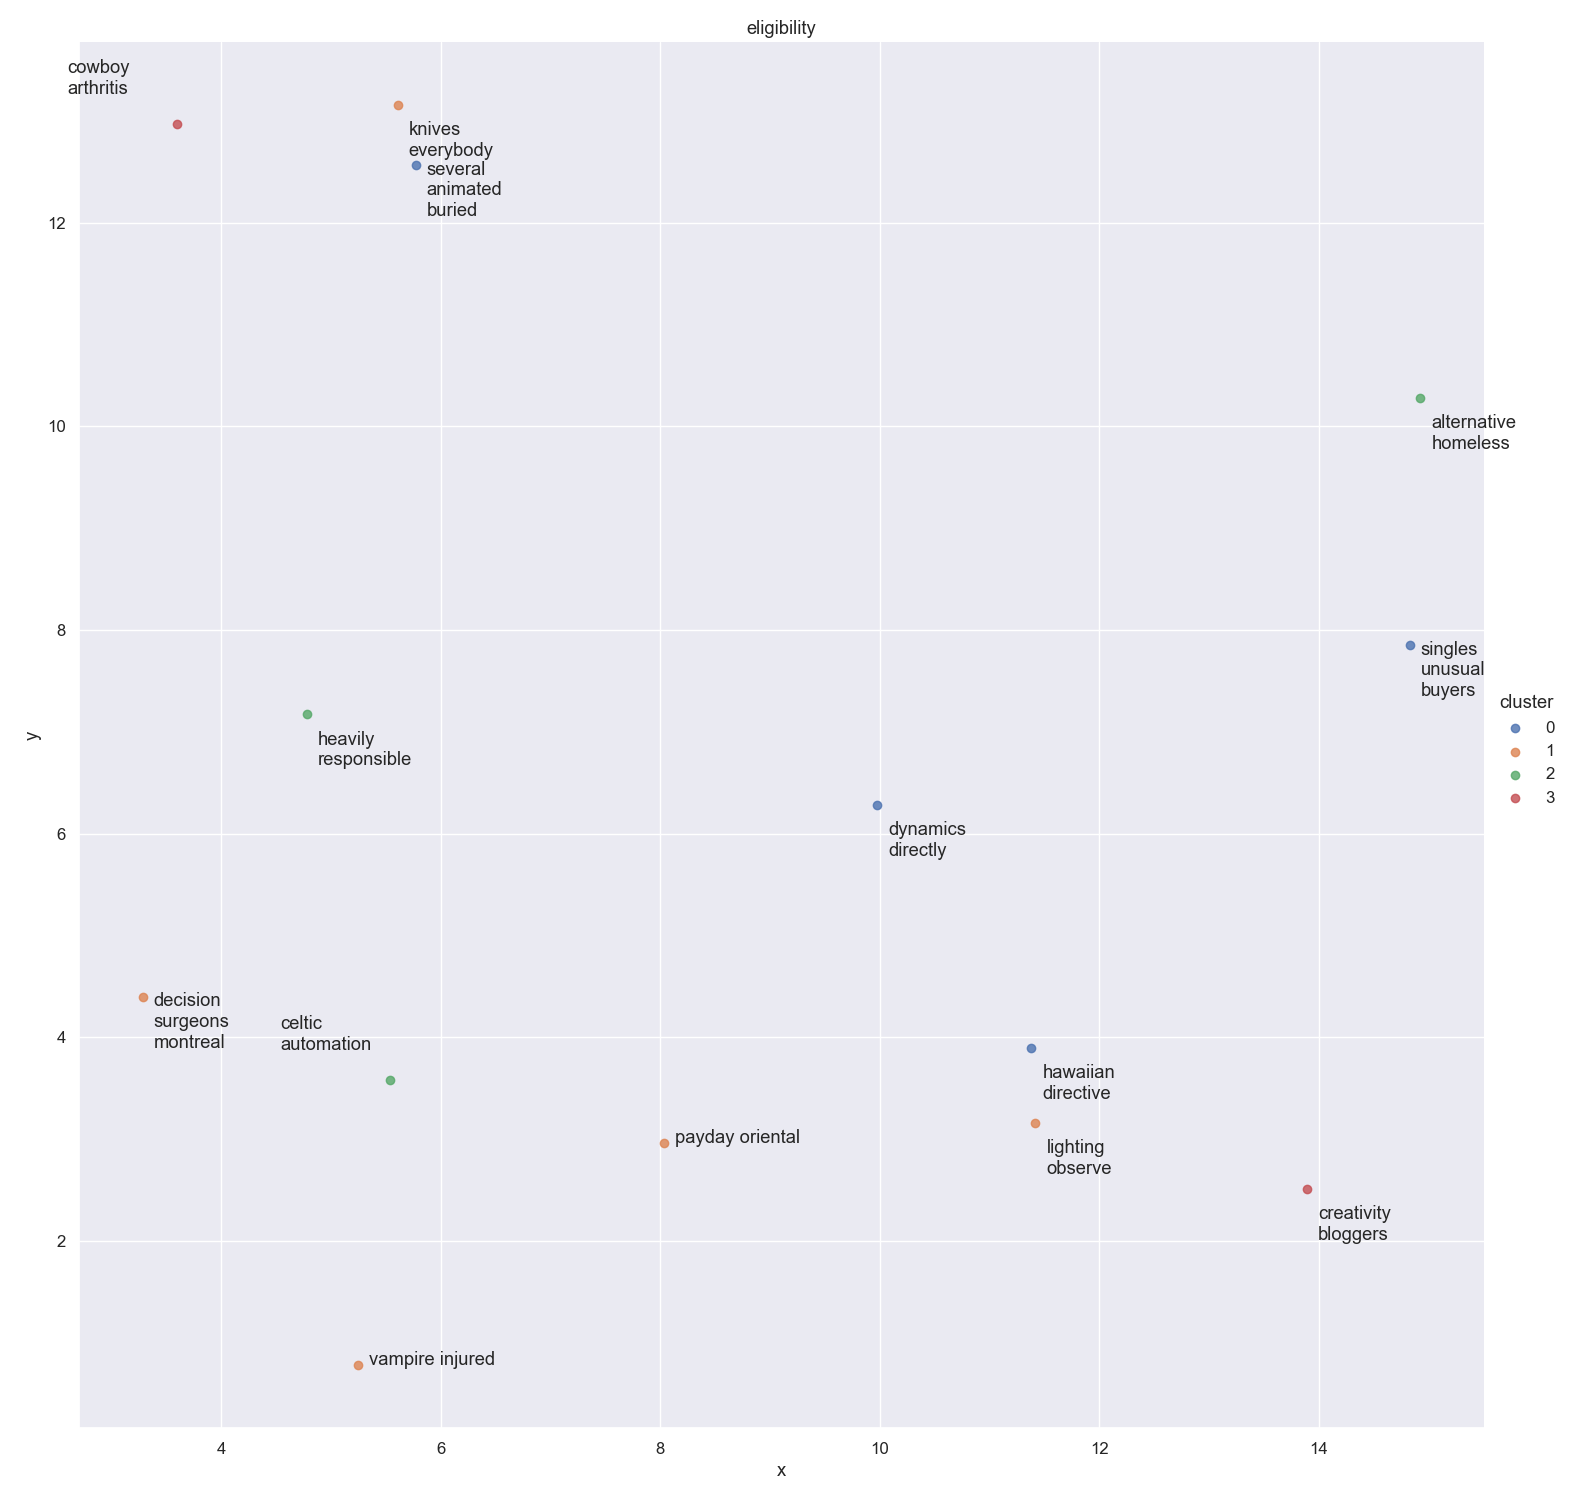 eligibility
cowboy
arthritis
knives
everybody
several
animated
buried
alternative
homeless
singles
unusual
buyers
heavily
responsible
dynamics
directly
decision
surgeons
montreal
celtic
automation
hawaiian
directive
payday oriental
lighting
observe
creativity
bloggers
vampire injured
12
10
8
6
4
2
y
4
6
8
10
12
14
x
cluster
0
1
2
3